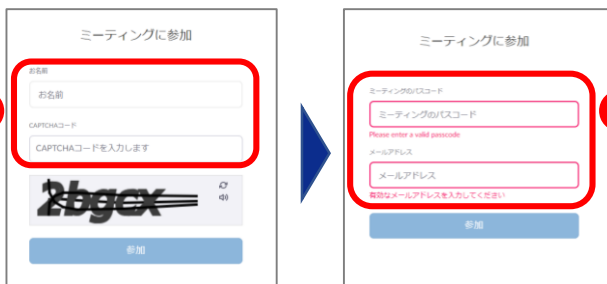 ミーティングに参加
お名前
お名前
CAPTCHAコード
CAPTCHAコードを入力します
2bgcx
参加
ミーティングに参加
ミーティングのパスコード
ミーティングのパスコード
Please enter a valid passcode
メールアドレス
メールアドレス
有効なメールアドレスを入力してください
参加